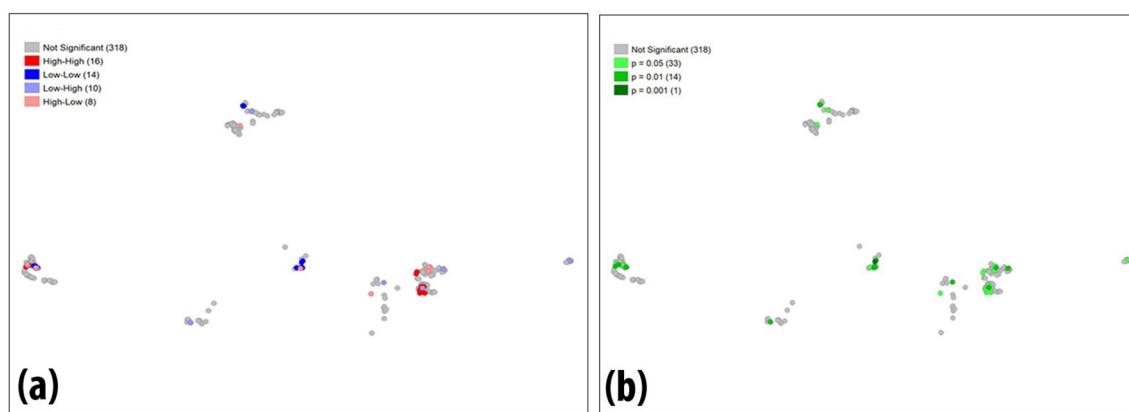 Not Significant (318)
High-High (16)
Low-Low (14)
Low-High (10)
High-Low (8)
(a)
Not Significant (318)
p = 0.05 (33)
p = 0.01 (14)
p = 0.001 (1)
(b)